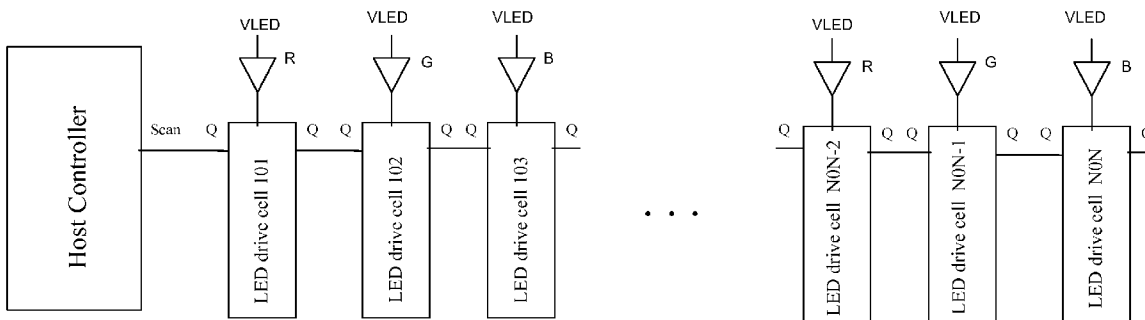 VLED VLED VLED VLED VLED VLED
R G B R G B
Scan Q Q Q Q Q Q Q Q Q Q Q Q
Host Controller
LED drive cell 101
LED drive cell 102
LED drive cell 103
. . .
LED drive cell N0N-2
LED drive cell N0N-1
LED drive cell N0N